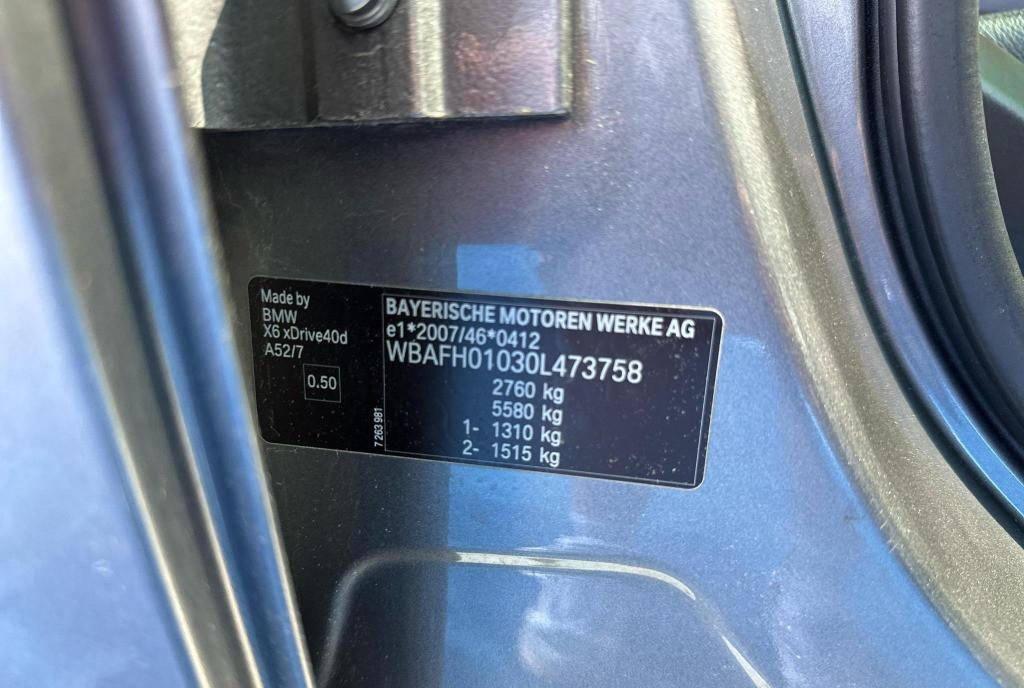 Made by
BMW
X6 xDrive40d
A52/7
0.50
7 263 981
BAYERISCHE MOTOREN WERKE AG
e1*2007/46*0412
WBAFH01030L473758
2760 kg
5580 kg
1- 1310 kg
2- 1515 kg